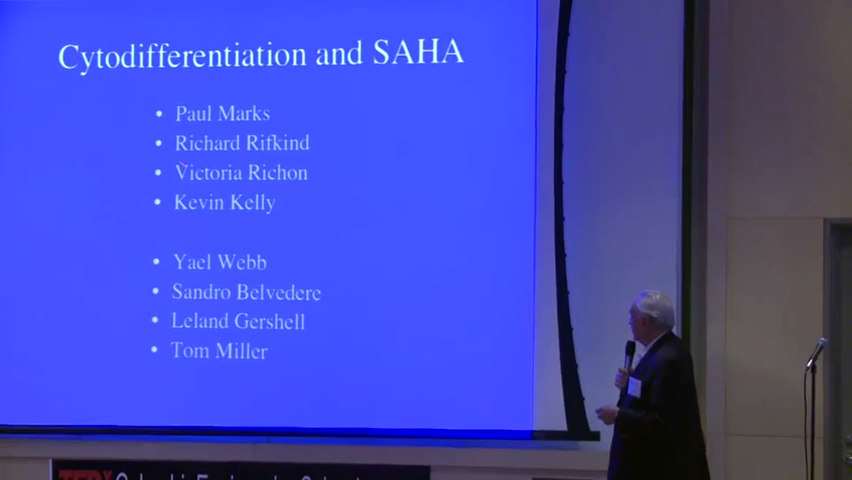 Cytodifferentiation and SAHA
• Paul Marks
• Richard Rifkind
• Victoria Richon
• Kevin Kelly
• Yael Webb
• Sandro Belvedere
• Leland Gershell
• Tom Miller
TEDx